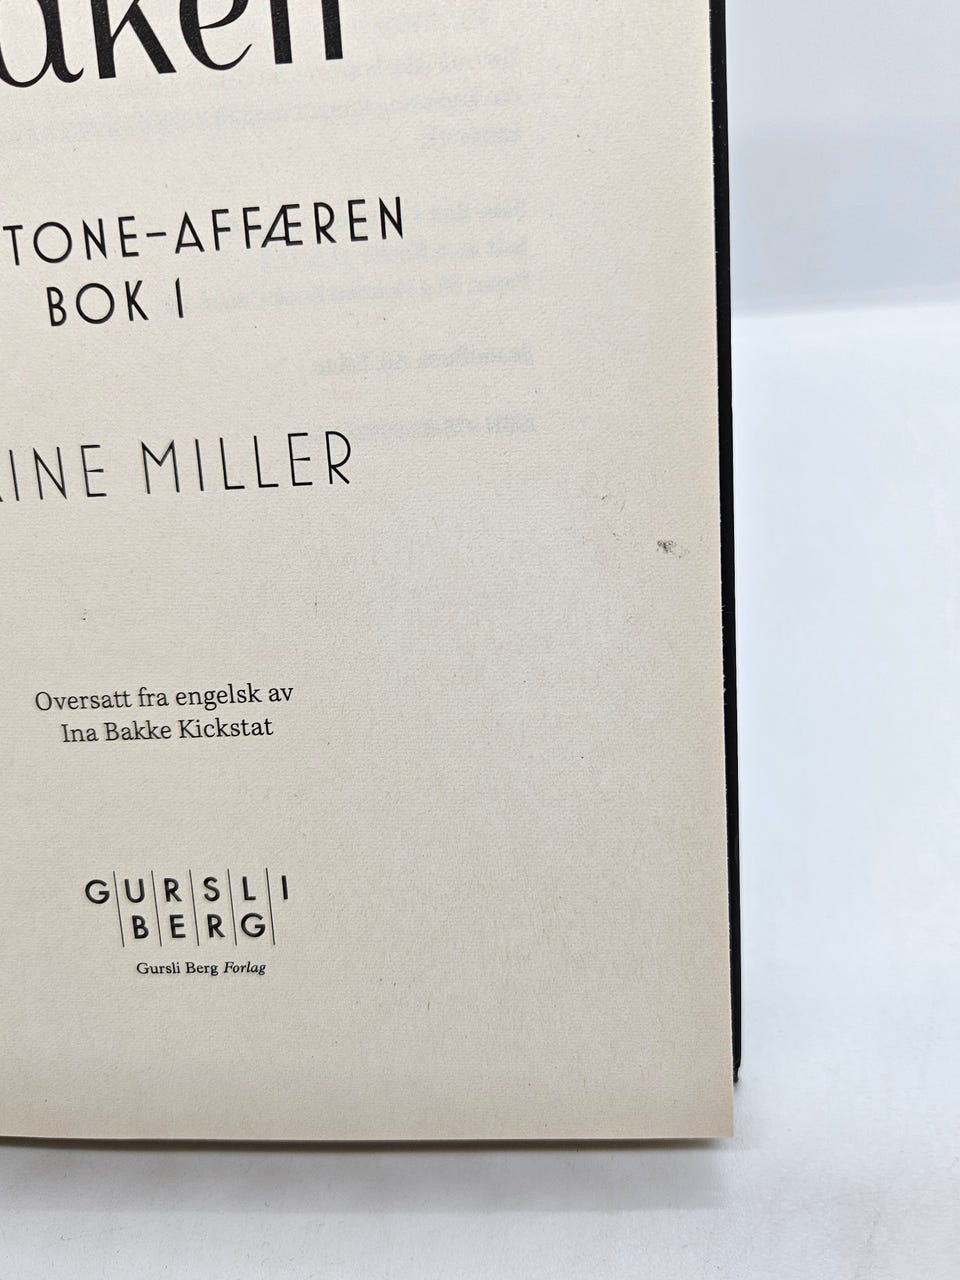 TONE-AFFÆREN
BOK 1
INE MILLER
Oversatt fra engelsk av
Ina Bakke Kickstat
GURSLI
BERG
Gursli Berg Forlag